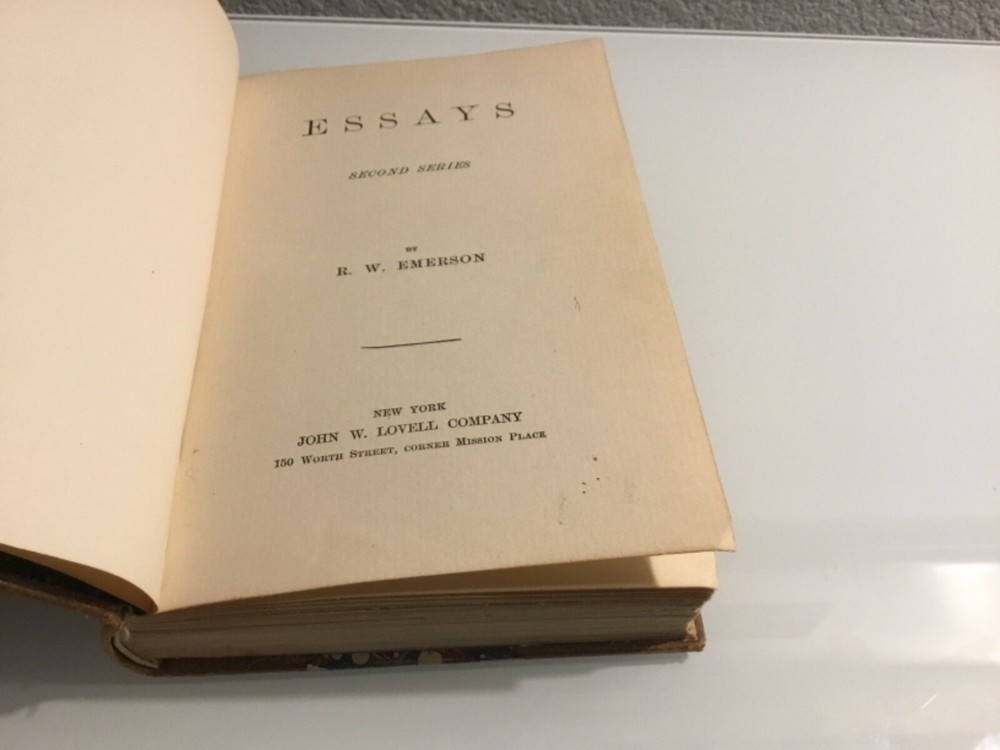 ESSAYS
SECOND SERIES
BY
R. W. EMERSON
NEW YORK
JOHN W. LOVELL COMPANY
150 WORTH STREET, CORNER MISSION PLACE